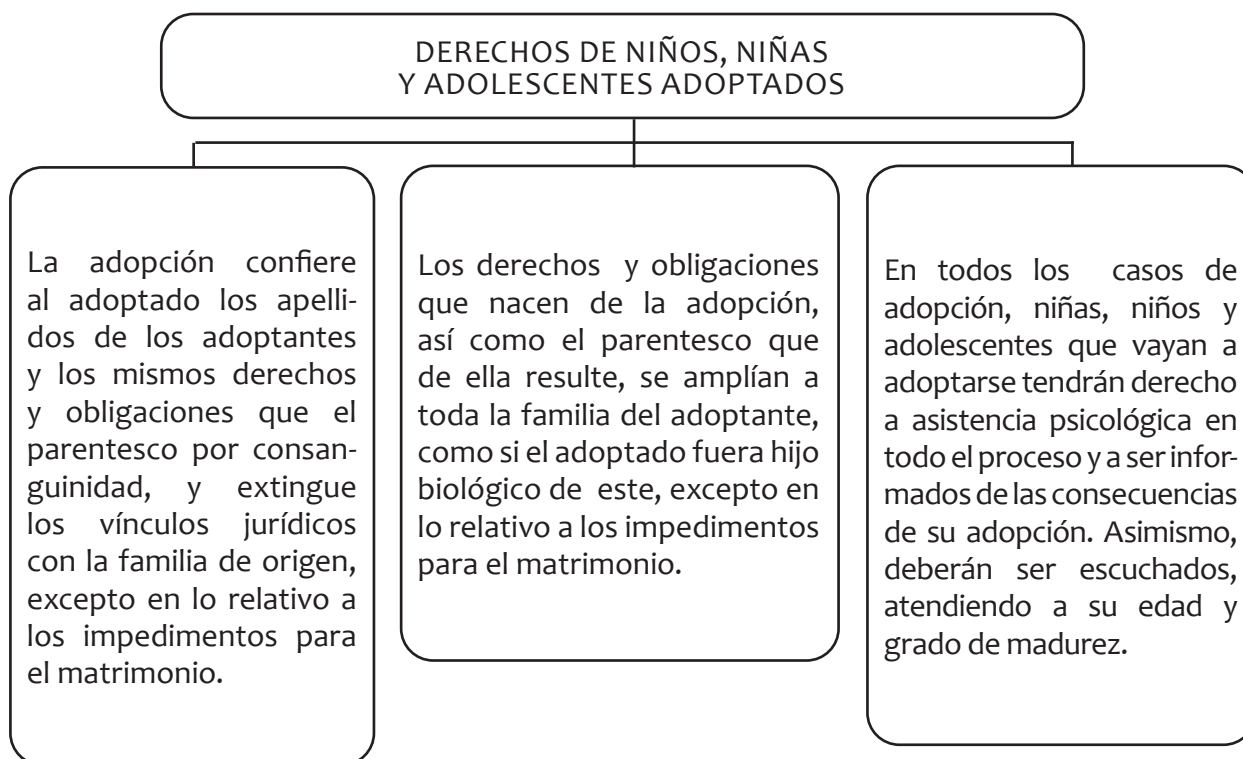 DERECHOS DE NIÑOS, NIÑAS
Y ADOLESCENTES ADOPTADOS
La adopción confiere
al adoptado los apelli-
dos de los adoptantes
y los mismos derechos
y obligaciones que el
parentesco por consan-
guinidad, y extingue
los vínculos jurídicos
con la familia de origen,
excepto en lo relativo a
los impedimentos para
el matrimonio.
Los derechos y obligaciones
que nacen de la adopción,
así como el parentesco que
de ella resulte, se amplían a
toda la familia del adoptante,
como si el adoptado fuera hijo
biológico de este, excepto en
lo relativo a los impedimentos
para el matrimonio.
En todos los casos de
adopción, niñas, niños y
adolescentes que vayan a
adoptarse tendrán derecho
a asistencia psicológica en
todo el proceso y a ser infor-
mados de las consecuencias
de su adopción. Asimismo,
deberán ser escuchados,
atendiendo a su edad y
grado de madurez.